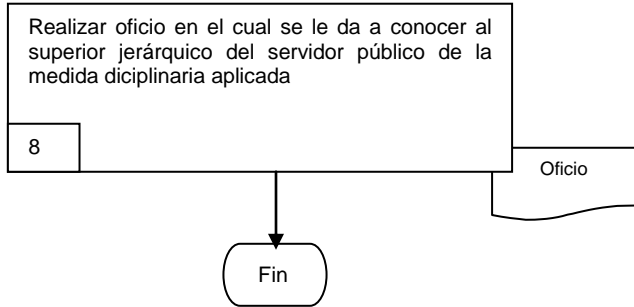 Realizar oficio en el cual se le da a conocer al
superior jerárquico del servidor público de la
medida diciplinaria aplicada
8
Oficio
Fin